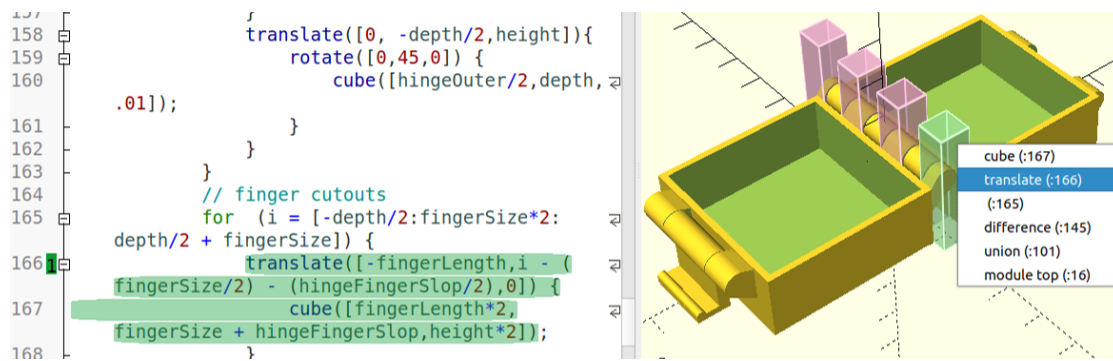 157 }
158 translate([0, -depth/2,height]){
159 rotate([0,45,0]) {
160 cube([hingeOuter/2,depth,
.01]);
161 }
162 }
163 }
164 // finger cutouts
165 for (i = [-depth/2:fingerSize*2:
depth/2 + fingerSize]) {
166 1 translate([-fingerLength,i - (
fingerSize/2) - (hingeFingerSlop/2),0]) {
167 cube([fingerLength*2,
fingerSize + hingeFingerSlop,height*2]);
168 }
cube (:167)
translate (:166)
(:165)
difference (:145)
union (:101)
module top (:16)